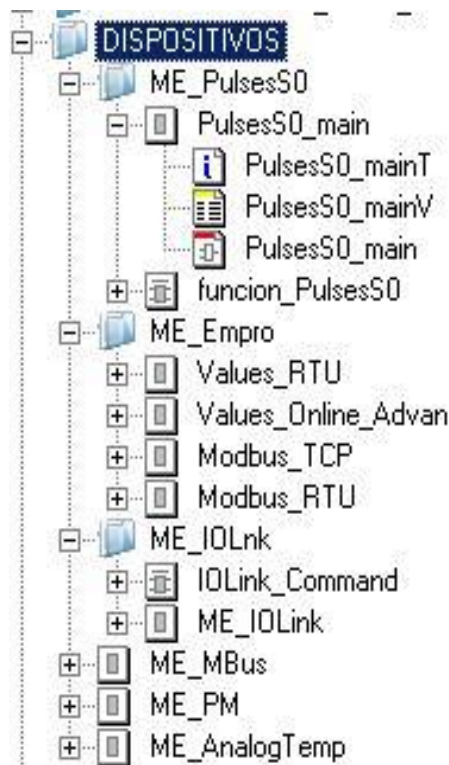 DISPOSITIVOS
ME_PulsesS0
PulsesS0_main
PulsesS0_mainT
PulsesS0_mainV
PulsesS0_main
funcion_PulsesS0
ME_Empro
Values_RTU
Values_Online_Advan
Modbus_TCP
Modbus_RTU
ME_IOLnk
IOLink_Command
ME_IOLink
ME_MBus
ME_PM
ME_AnalogTemp